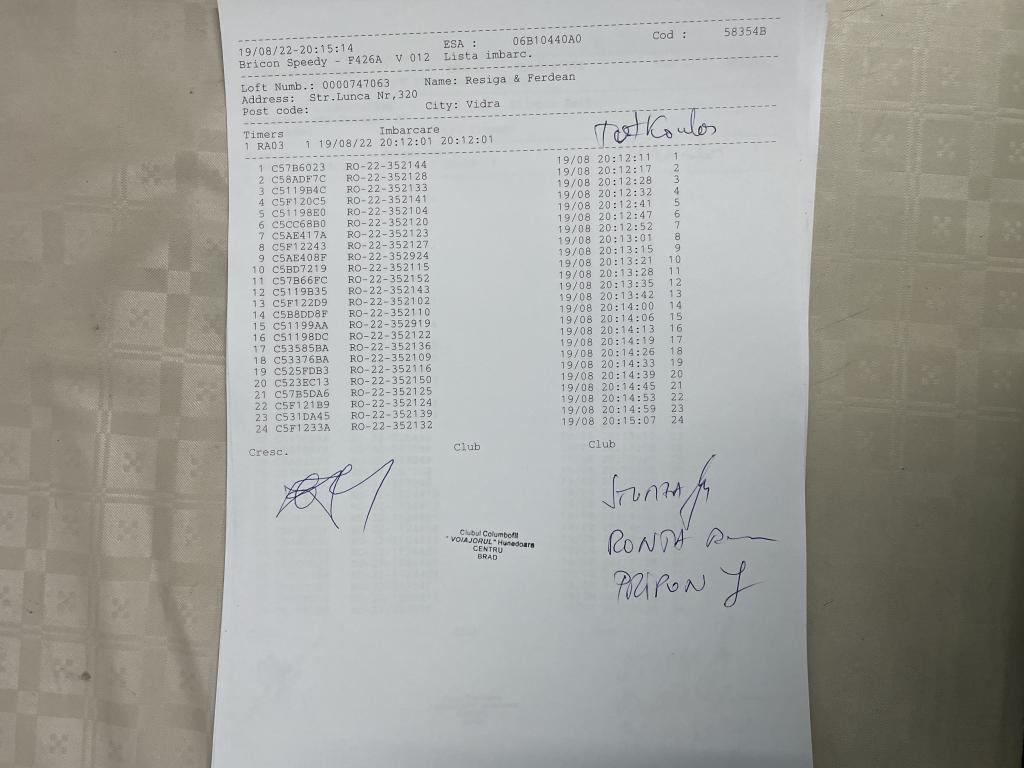 19/08/22-20:15:14 ESA : 06B10440A0 Cod : 58354B
Bricon Speedy - F426A V 012 Lista imbarc.
Loft Numb.: 0000747063 Name: Resiga & Ferdean
Address: Str.Lunca Nr,320
Post code: City: Vidra
Timers Imbarcare
1 RA03 1 19/08/22 20:12:01 20:12:01
1 C57B6023 RO-22-352144 19/08 20:12:11 1
2 C58ADF7C RO-22-352128 19/08 20:12:17 2
3 C5119B4C RO-22-352133 19/08 20:12:28 3
4 C5F120C5 RO-22-352141 19/08 20:12:32 4
5 C51198E0 RO-22-352104 19/08 20:12:41 5
6 C5CC68B0 RO-22-352120 19/08 20:12:47 6
7 C5AE417A RO-22-352123 19/08 20:12:52 7
8 C5F12243 RO-22-352127 19/08 20:13:01 8
9 C5AE408F RO-22-352924 19/08 20:13:15 9
10 C5BD7219 RO-22-352115 19/08 20:13:21 10
11 C57B66FC RO-22-352152 19/08 20:13:28 11
12 C5119B35 RO-22-352143 19/08 20:13:35 12
13 C5F122D9 RO-22-352102 19/08 20:13:42 13
14 C5B8DD8F RO-22-352110 19/08 20:14:00 14
15 C51199AA RO-22-352919 19/08 20:14:06 15
16 C51198DC RO-22-352122 19/08 20:14:13 16
17 C53585BA RO-22-352136 19/08 20:14:19 17
18 C53376BA RO-22-352109 19/08 20:14:26 18
19 C525FDB3 RO-22-352116 19/08 20:14:33 19
20 C523EC13 RO-22-352150 19/08 20:14:39 20
21 C57B5DA6 RO-22-352125 19/08 20:14:45 21
22 C5F121B9 RO-22-352124 19/08 20:14:53 22
23 C531DA45 RO-22-352139 19/08 20:14:59 23
24 C5F1233A RO-22-352132 19/08 20:15:07 24
Cresc. Club Club
Clubul Columbofil
"VOIAJORUL" Hunedoara
CENTRU
BRAD